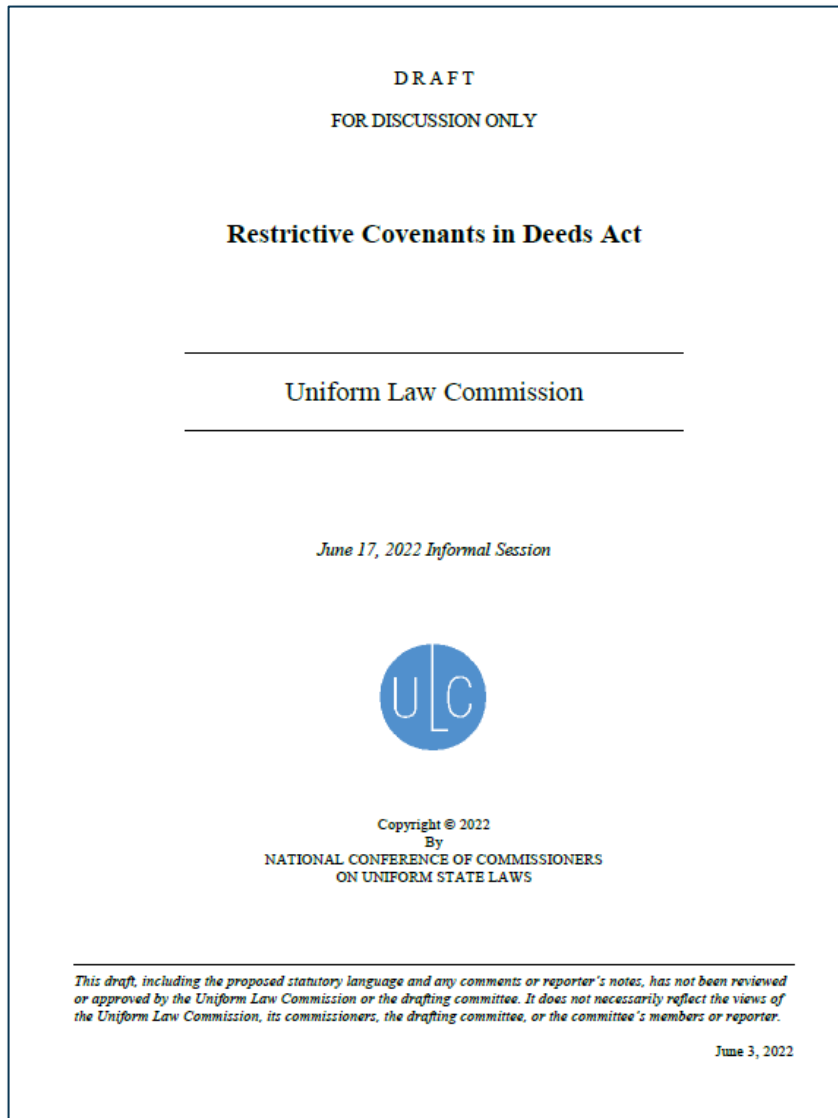 D R A F T
FOR DISCUSSION ONLY
Restrictive Covenants in Deeds Act
Uniform Law Commission
June 17, 2022 Informal Session
ULC
Copyright © 2022
By
NATIONAL CONFERENCE OF COMMISSIONERS
ON UNIFORM STATE LAWS
This draft, including the proposed statutory language and any comments or reporter's notes, has not been reviewed
or approved by the Uniform Law Commission or the drafting committee. It does not necessarily reflect the views of
the Uniform Law Commission, its commissioners, the drafting committee, or the committee's members or reporter.
June 3, 2022